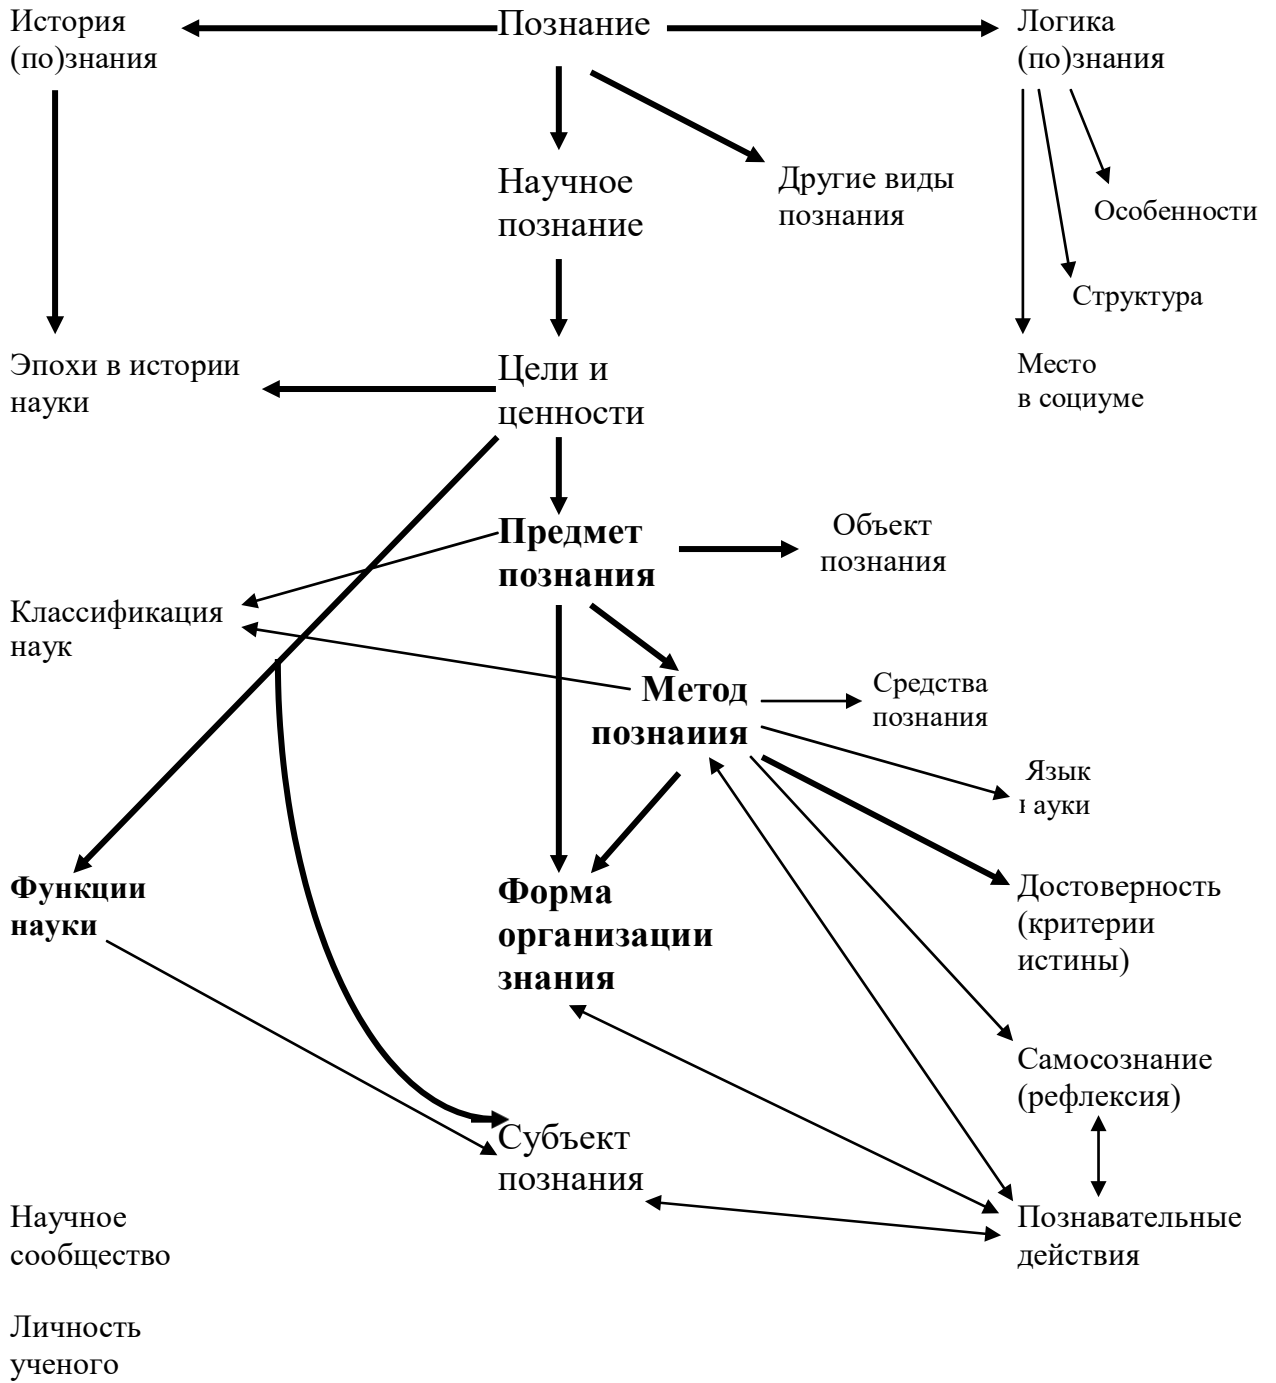 История
(по)знания
Познание
Логика
(по)знания
Научное
познание
Другие виды
познания
Особенности
Структура
Эпохи в истории
науки
Цели и
ценности
Место
в социуме
Предмет
познания
Объект
познания
Классификация
наук
Метод
познаиия
Средства
познания
Язык
науки
Функции
науки
Форма
организации
знания
Достоверность
(критерии
истины)
Самосознание
(рефлексия)
Субъект
познания
Научное
сообщество
Познавательные
действия
Личность
ученого